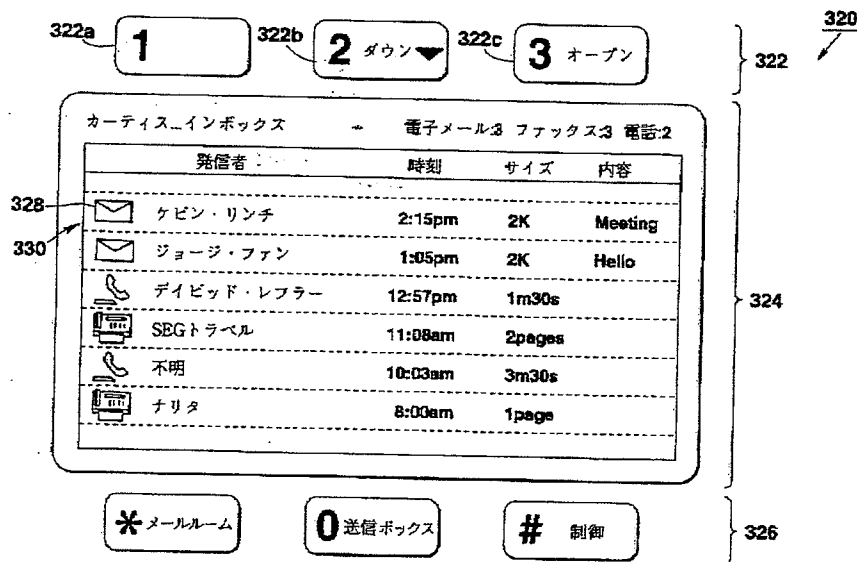 320
322a 1 322b 2 ダウン 322c 3 オープン 322
カーティス_インボックス 電子メール:3 ファックス:3 電話:2
発信者 時刻 サイズ 内容
328 ケビン・リンチ 2:15pm 2K Meeting
330 ジョージ・ファン 1:05pm 2K Hello
デイビッド・レフラー 12:57pm 1m30s 324
SEGトラベル 11:08am 2pages
不明 10:03am 3m30s
ナリタ 8:00am 1page
* メールルーム 0 送信ボックス # 制御 326